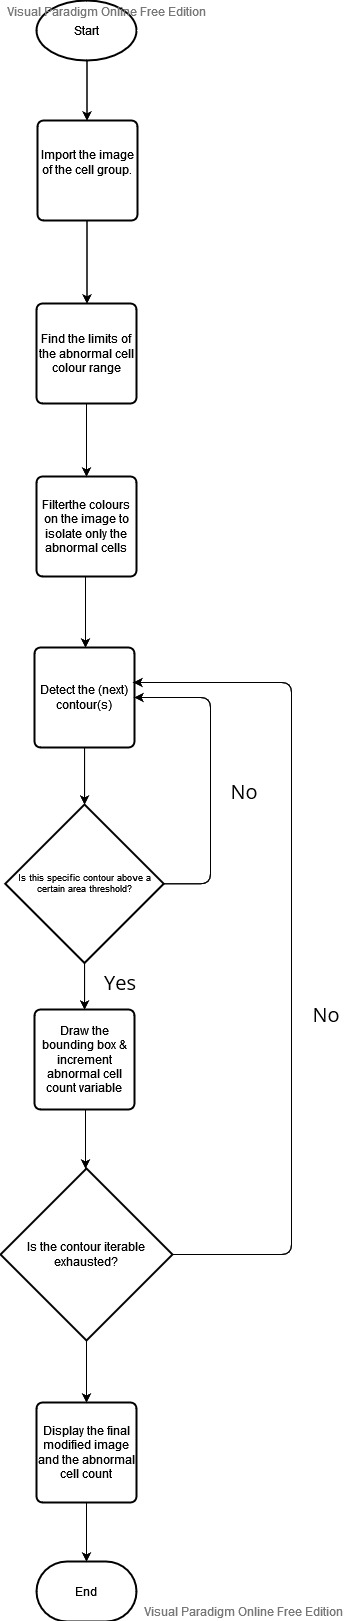 Visual Paradigm Online Free Edition
Start
Import the image
of the cell group.
Find the limits of
the abnormal cell
colour range
Filterthe colours
on the image to
isolate only the
abnormal cells
Detect the (next)
contour(s)
No
Is this specific contour above a
certain area threshold?
Yes
No
Draw the
bounding box &
increment
abnormal cell
count variable
Is the contour iterable
exhausted?
Display the final
modified image
and the abnormal
cell count
End
Visual Paradigm Online Free Edition